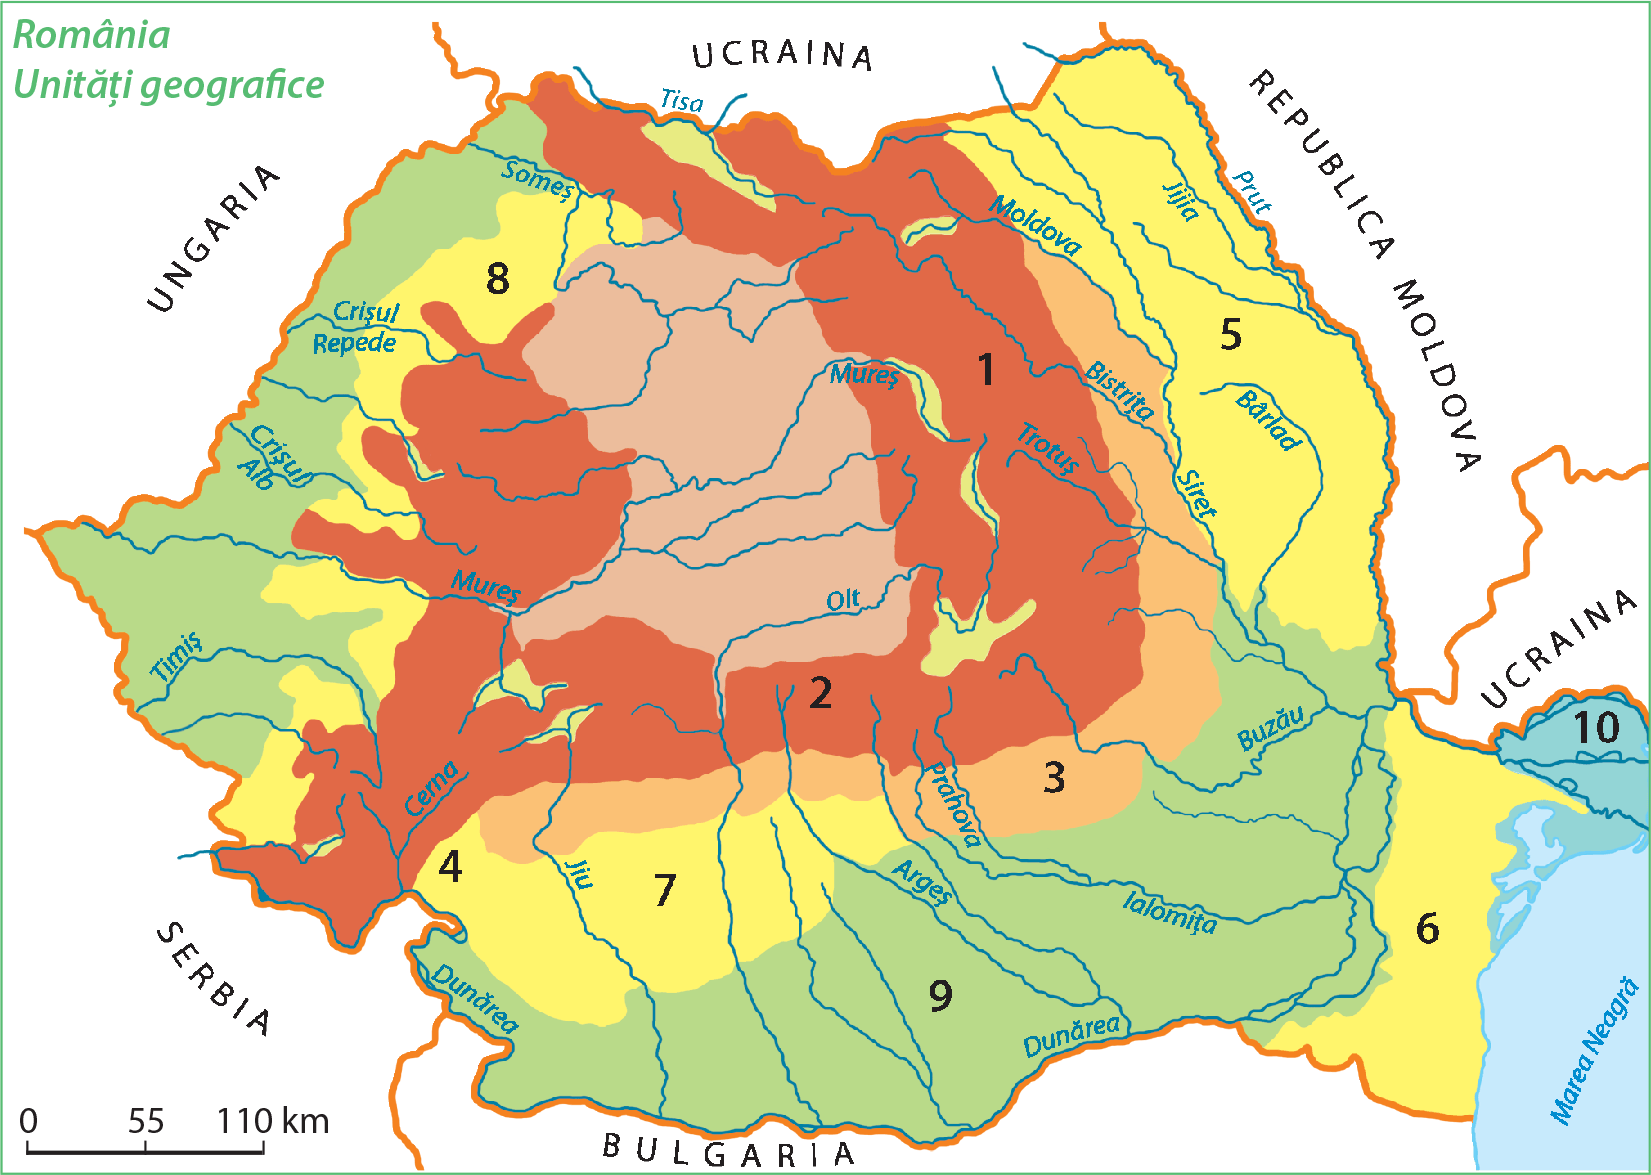 România
Unități geografice
UCRAINA
REPUBLICA MOLDOVA
UNGARIA
Tisa
Someș
Prut
Jijia
Moldova
8
Crișul
Repede
5
1
Mureș
Bistrița
Bârlad
Trotuș
Siret
Crișul
Alb
Mureș
Olt
UCRAINA
Timiș
2
Buzău
10
3
Cerna
Prahova
4
Jiu
7
Argeș
Ialomița
6
SERBIA
Dunărea
9
Dunărea
Marea Neagră
0 55 110 km
BULGARIA